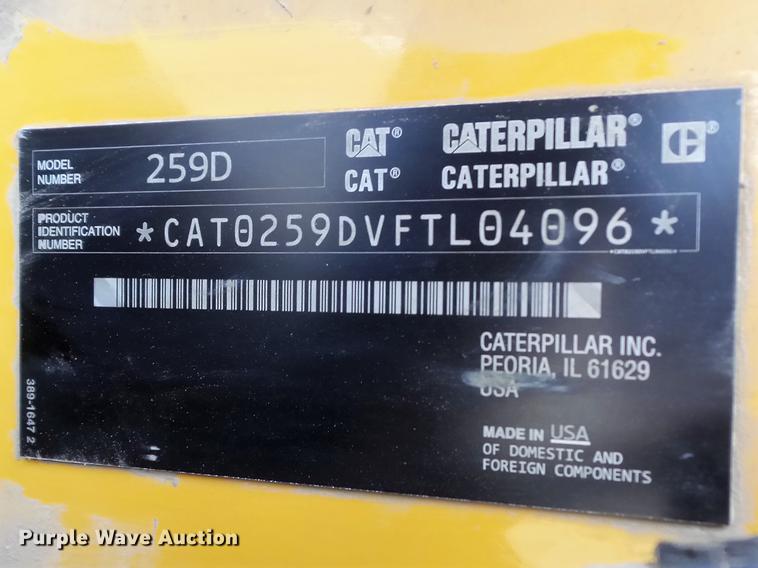 MODEL NUMBER 259D
CAT® CATERPILLAR® CE®
CAT® CATERPILLAR®
PRODUCT IDENTIFICATION NUMBER *CAT0259DVFTL04096*
CATERPILLAR INC.
PEORIA, IL 61629
USA
MADE IN USA
OF DOMESTIC AND
FOREIGN COMPONENTS
389-1647 2
Purple Wave Auction